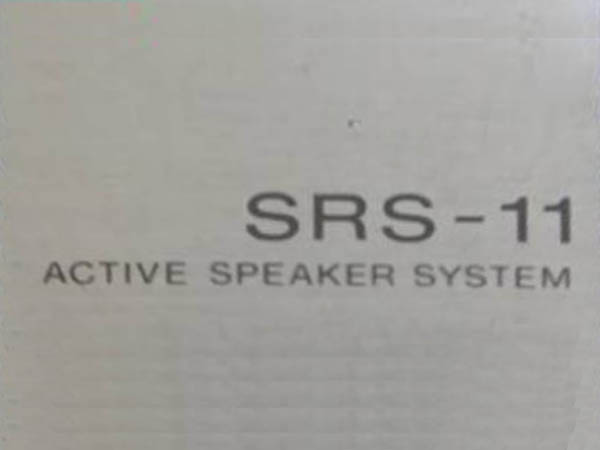 SRS-11
ACTIVE SPEAKER SYSTEM